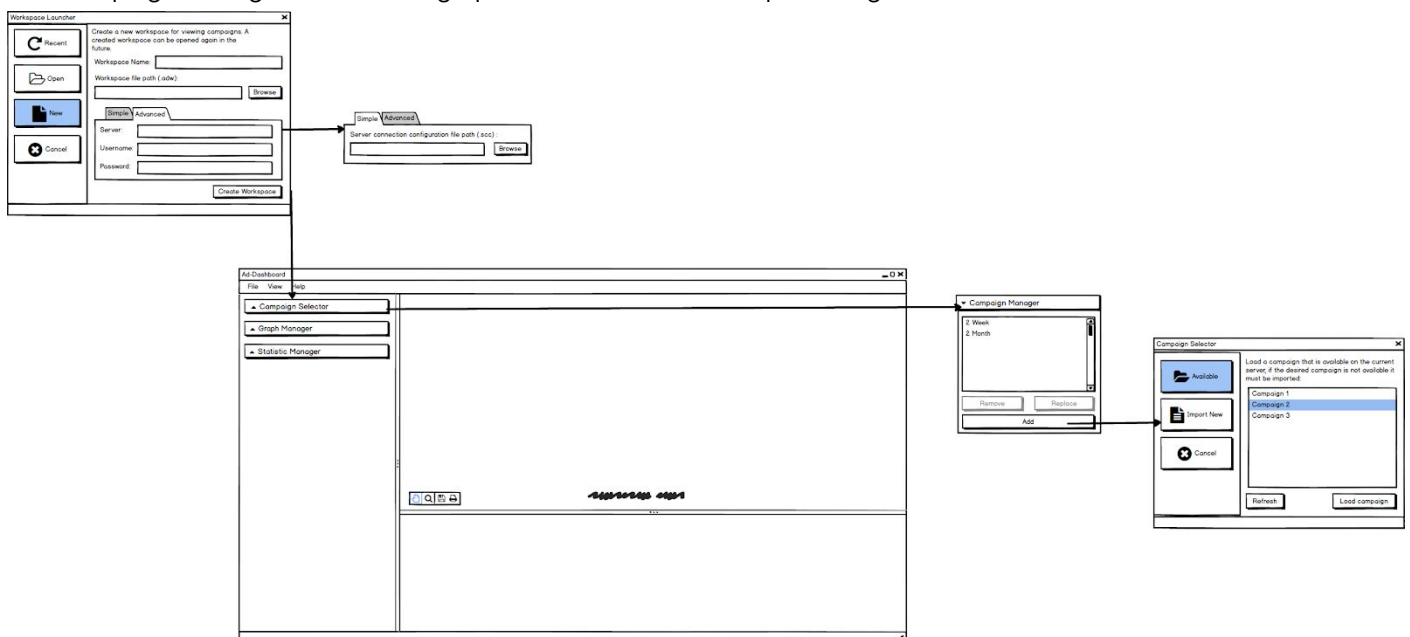 Workspace Launcher
Recent
Open
New
Cancel
Create a new workspace for viewing campaigns. A
created workspace can be opened again in the
future.
Workspace Name:
Workspace file path (.adw):
Browse
Simple Advanced
Server:
Username:
Password:
Create Workspace
Simple Advanced
Server connection configuration file path (.scc) :
Browse
Ad-Dashboard
File View Help
Campaign Selector
Graph Manager
Statistic Manager
Campaign Manager
2 Week
2 Month
Remove Replace
Add
Campaign Selector
Available
Import New
Cancel
Load a campaign that is available on the current
server, if the desired campaign is not available it
must be imported:
Campaign 1
Campaign 2
Campaign 3
Refresh Load campaign